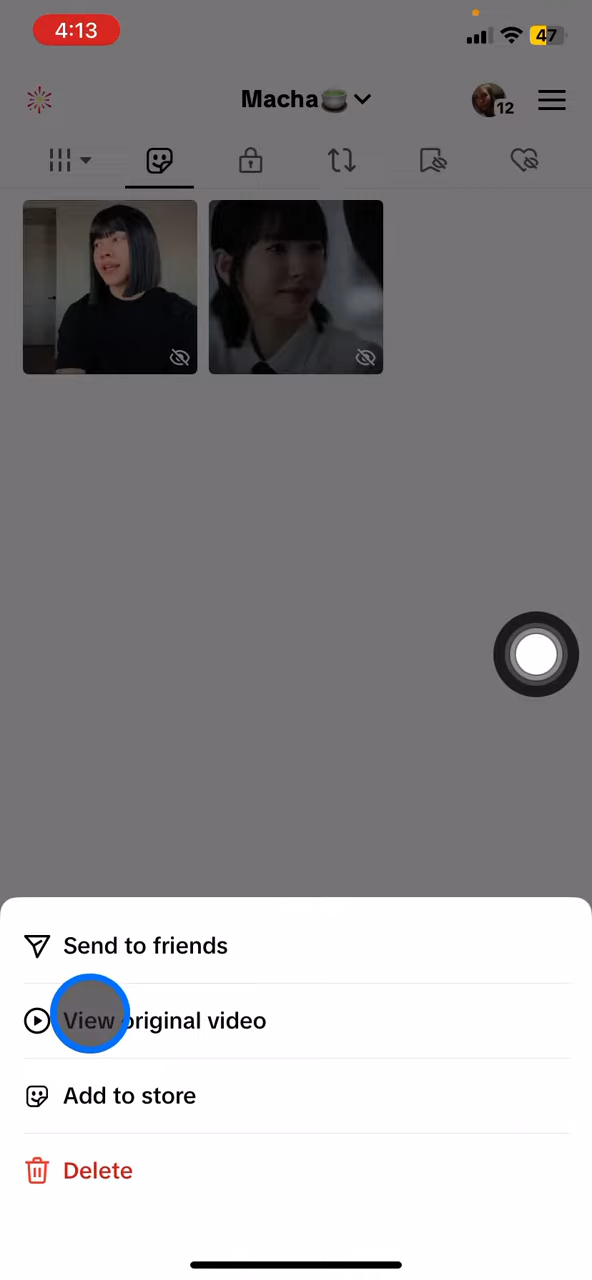 4:13
47
Macha🍵
12
Send to friends
View original video
Add to store
Delete